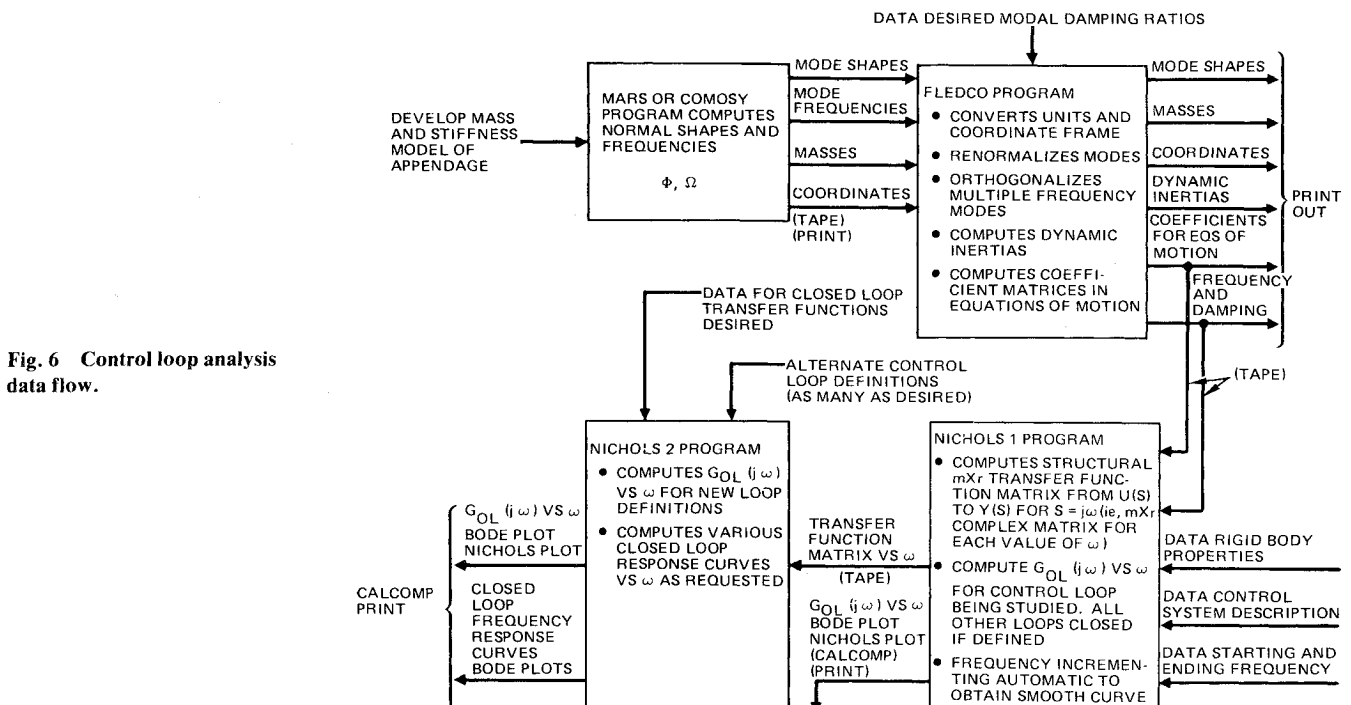 DATA DESIRED MODAL DAMPING RATIOS
DEVELOP MASS
AND STIFFNESS
MODEL OF
APPENDAGE
MARS OR COMOSY
PROGRAM COMPUTES
NORMAL SHAPES AND
FREQUENCIES
Φ, Ω
MODE SHAPES
MODE
FREQUENCIES
MASSES
COORDINATES
(TAPE)
(PRINT)
FLEDCO PROGRAM
• CONVERTS UNITS AND
COORDINATE FRAME
• RENORMALIZES MODES
• ORTHOGONALIZES
MULTIPLE FREQUENCY
MODES
• COMPUTES DYNAMIC
INERTIAS
• COMPUTES COEFFI-
CIENT MATRICES IN
EQUATIONS OF MOTION
MODE SHAPES
MASSES
COORDINATES
DYNAMIC
INERTIAS
COEFFICIENTS
FOR EQS OF
MOTION
FREQUENCY
AND
DAMPING
PRINT
OUT
(TAPE)
Fig. 6 Control loop analysis
data flow.
DATA FOR CLOSED LOOP
TRANSFER FUNCTIONS
DESIRED
ALTERNATE CONTROL
LOOP DEFINITIONS
(AS MANY AS DESIRED)
NICHOLS 2 PROGRAM
• COMPUTES GOL (jω)
VS ω FOR NEW LOOP
DEFINITIONS
• COMPUTES VARIOUS
CLOSED LOOP
RESPONSE CURVES
VS ω AS REQUESTED
CALCOMP
PRINT
GOL (jω) VS ω
BODE PLOT
NICHOLS PLOT
CLOSED
LOOP
FREQUENCY
RESPONSE
CURVES
BODE PLOTS
TRANSFER
FUNCTION
MATRIX VS ω
(TAPE)
GOL (jω) VS ω
BODE PLOT
NICHOLS PLOT
(CALCOMP)
(PRINT)
NICHOLS 1 PROGRAM
• COMPUTES STRUCTURAL
mXr TRANSFER FUNC-
TION MATRIX FROM U(S)
TO Y(S) FOR S = jω(ie, mXr
COMPLEX MATRIX FOR
EACH VALUE OF ω)
• COMPUTE GOL (jω) VS ω
FOR CONTROL LOOP
BEING STUDIED. ALL
OTHER LOOPS CLOSED
IF DEFINED
• FREQUENCY INCREMEN-
TING AUTOMATIC TO
OBTAIN SMOOTH CURVE
DATA RIGID BODY
PROPERTIES
DATA CONTROL
SYSTEM DESCRIPTION
DATA STARTING AND
ENDING FREQUENCY